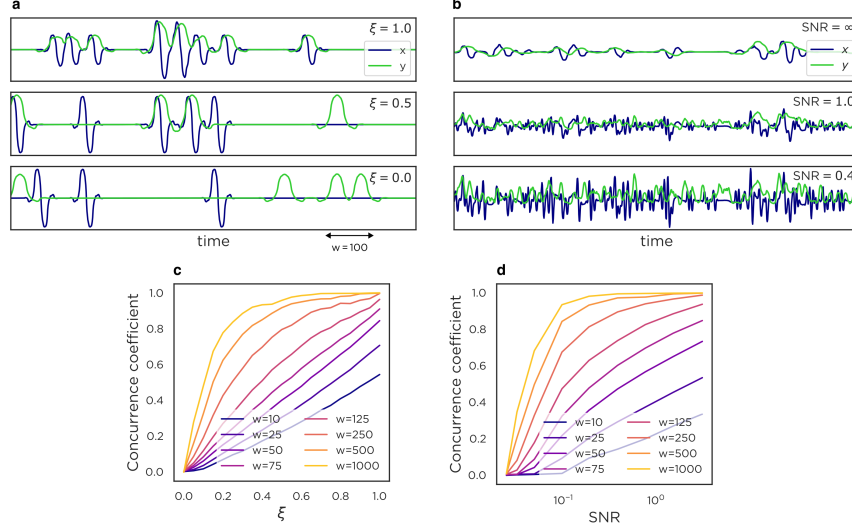 a
ξ = 1.0
x
y
ξ = 0.5
ξ = 0.0
time
w = 100
b
SNR = ∞
x
y
SNR = 1.0
SNR = 0.4
time
c
Concurrence coefficient
1.0
0.8
0.6
0.4
0.2
0.0
w=10
w=25
w=50
w=75
w=125
w=250
w=500
w=1000
0.0 0.2 0.4 0.6 0.8 1.0
ξ
d
Concurrence coefficient
1.0
0.8
0.6
0.4
0.2
0.0
w=10
w=25
w=50
w=75
w=125
w=250
w=500
w=1000
10⁻¹ 10⁰
SNR